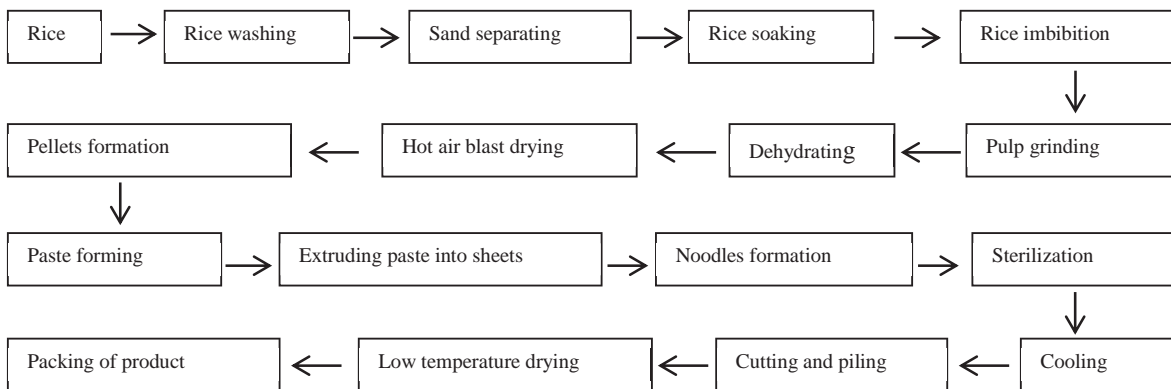 Rice
Rice washing
Sand separating
Rice soaking
Rice imbibition
Pellets formation
Hot air blast drying
Dehydrating
Pulp grinding
Paste forming
Extruding paste into sheets
Noodles formation
Sterilization
Packing of product
Low temperature drying
Cutting and piling
Cooling